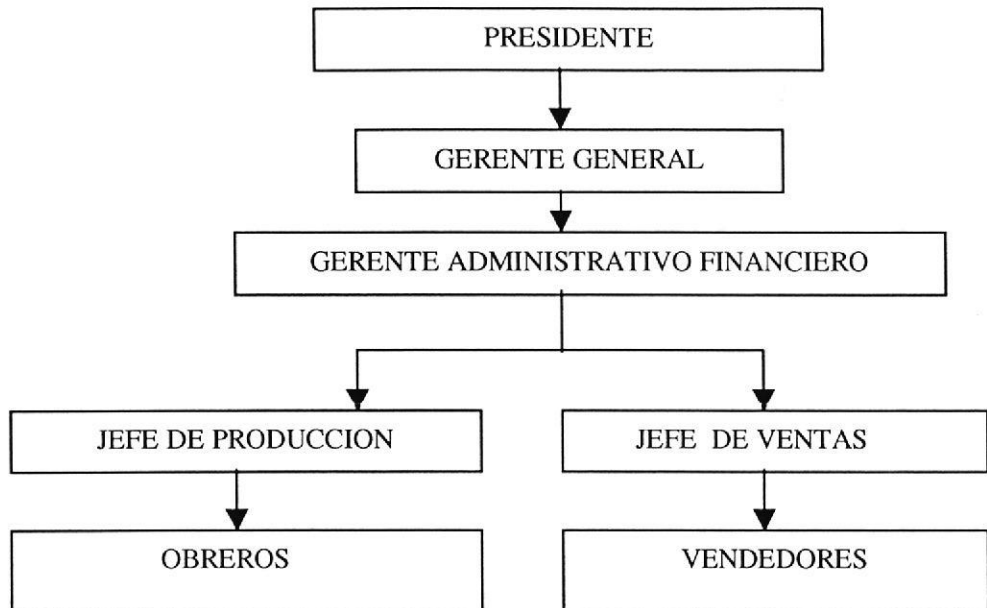 PRESIDENTE
GERENTE GENERAL
GERENTE ADMINISTRATIVO FINANCIERO
JEFE DE PRODUCCION
JEFE DE VENTAS
OBREROS
VENDEDORES